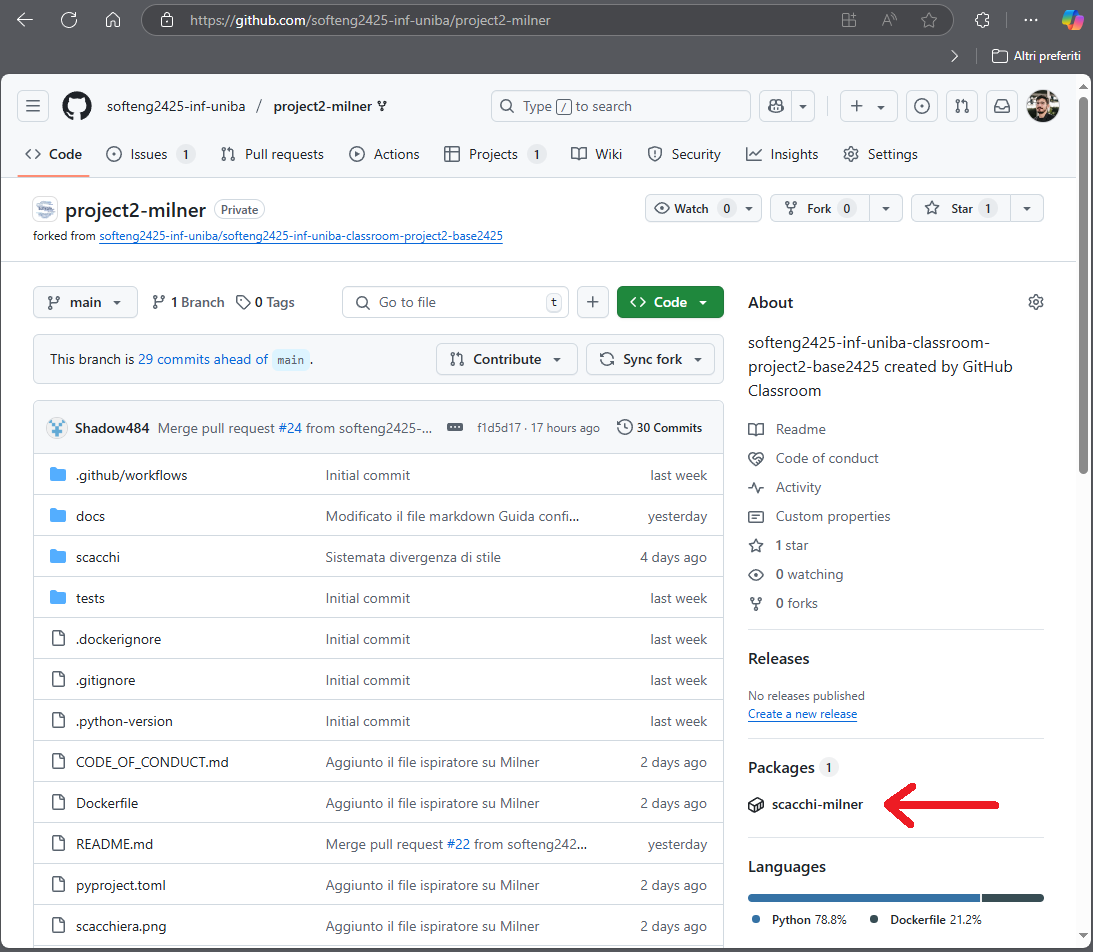 https://github.com/softeng2425-inf-uniba/project2-milner
Altri preferiti
softeng2425-inf-uniba / project2-milner
Type / to search
Code Issues 1 Pull requests Actions Projects 1 Wiki Security Insights Settings
project2-milner Private
Watch 0 Fork 0 Star 1
forked from softeng2425-inf-uniba/softeng2425-inf-uniba-classroom-project2-base2425
main 1 Branch 0 Tags Go to file t Code
This branch is 29 commits ahead of main .
Contribute Sync fork
Shadow484 Merge pull request #24 from softeng2425-... f1d5d17 · 17 hours ago 30 Commits
.github/workflows Initial commit last week
docs Modificato il file markdown Guida confi... yesterday
scacchi Sistemata divergenza di stile 4 days ago
tests Initial commit last week
.dockerignore Initial commit last week
.gitignore Initial commit last week
.python-version Initial commit last week
CODE_OF_CONDUCT.md Aggiunto il file ispiratore su Milner 2 days ago
Dockerfile Aggiunto il file ispiratore su Milner 2 days ago
README.md Merge pull request #22 from softeng242... yesterday
pyproject.toml Aggiunto il file ispiratore su Milner 2 days ago
scacchiera.png Aggiunto il file ispiratore su Milner 2 days ago
About
softeng2425-inf-uniba-classroom-
project2-base2425 created by GitHub
Classroom
Readme
Code of conduct
Activity
Custom properties
1 star
0 watching
0 forks
Releases
No releases published
Create a new release
Packages 1
scacchi-milner
Languages
Python 78.8% Dockerfile 21.2%